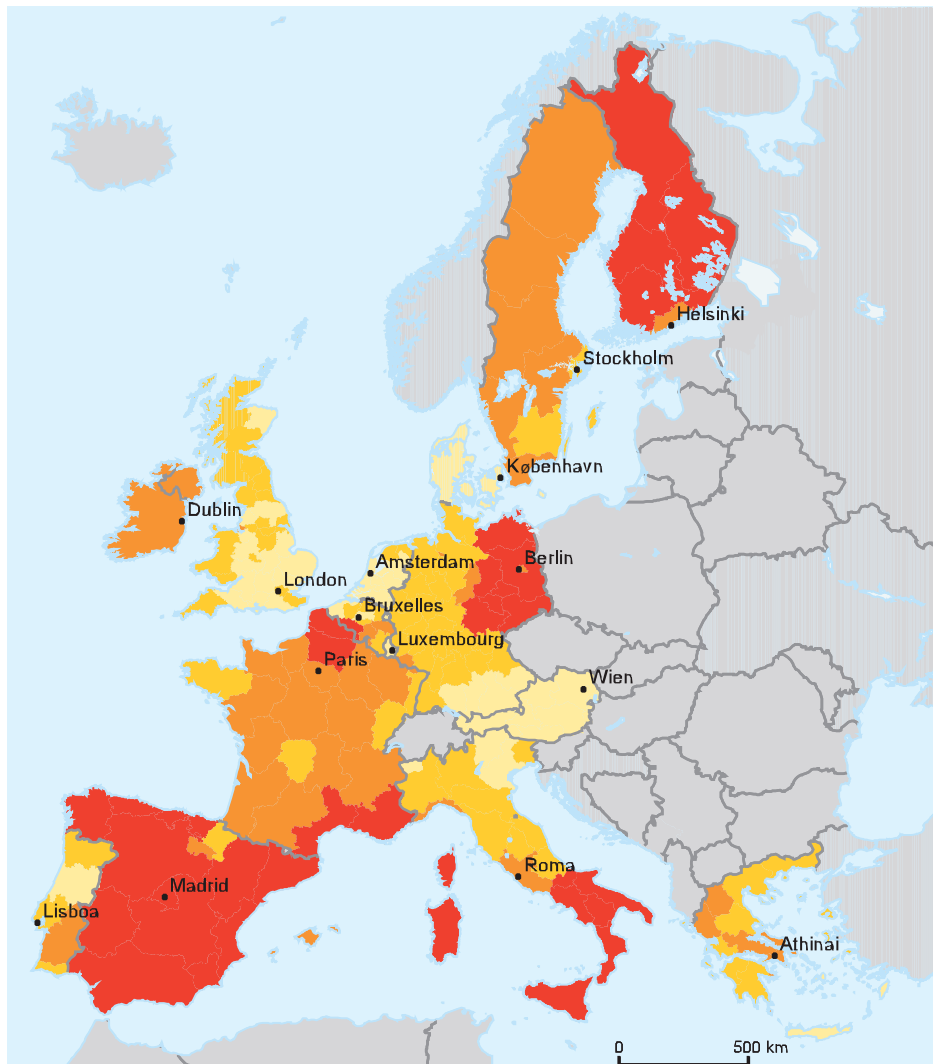 Helsinki
Stockholm
København
Dublin
Berlin
Amsterdam
London
Bruxelles
Luxembourg
Paris
Wien
Roma
Madrid
Lisboa
Athinai
0 500 km